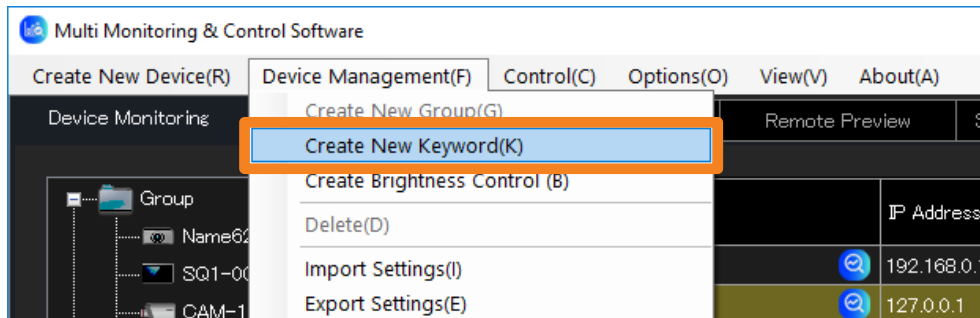 Multi Monitoring & Control Software
Create New Device(R) Device Management(F) Control(C) Options(O) View(V) About(A)
Device Monitoring Create New Group(G) Remote Preview
Create New Keyword(K)
Create Brightness Control (B)
Group
Delete(D) IP Address
Name62
SQ1-00 Import Settings(I) 192.168.0.
CAM-1 Export Settings(E) 127.0.0.1